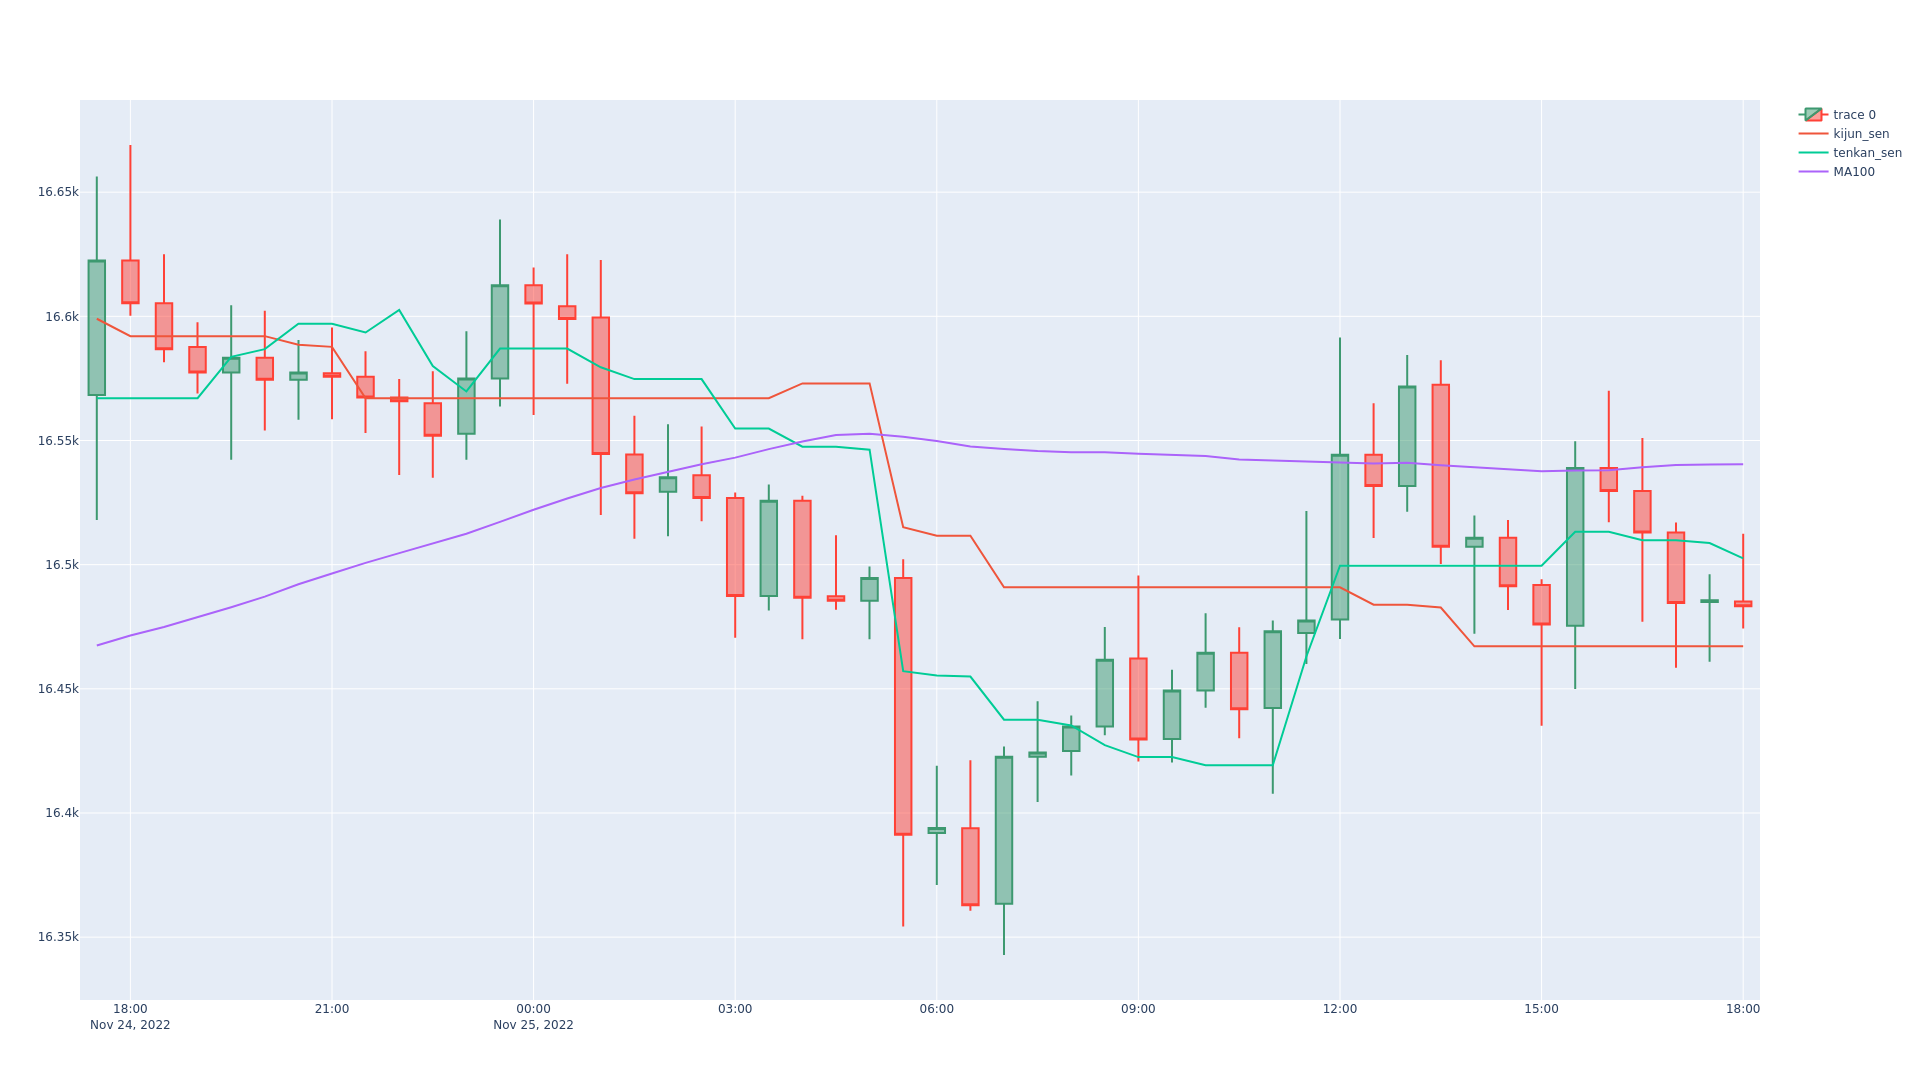 trace 0
kijun_sen
tenkan_sen
MA100
16.65k
16.6k
16.55k
16.5k
16.45k
16.4k
16.35k
18:00 21:00 00:00 03:00 06:00 09:00 12:00 15:00 18:00
Nov 24, 2022 Nov 25, 2022